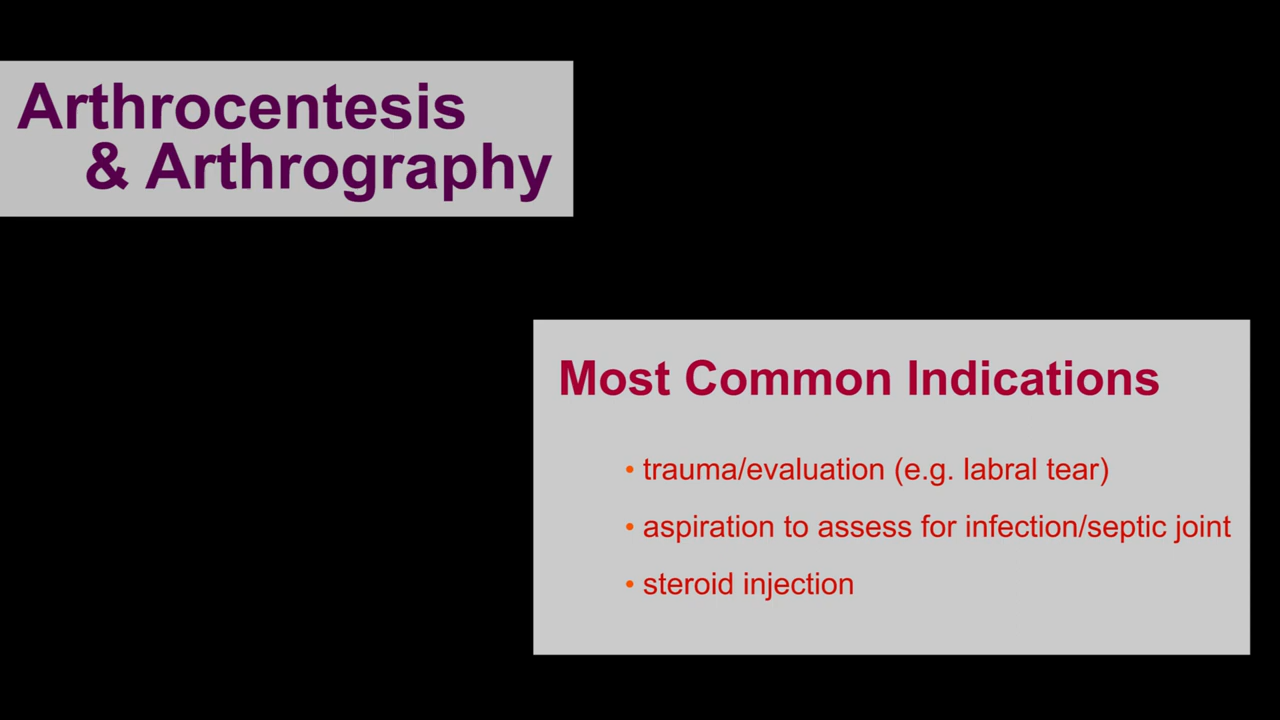 Arthrocentesis
& Arthrography
Most Common Indications
• trauma/evaluation (e.g. labral tear)
• aspiration to assess for infection/septic joint
• steroid injection